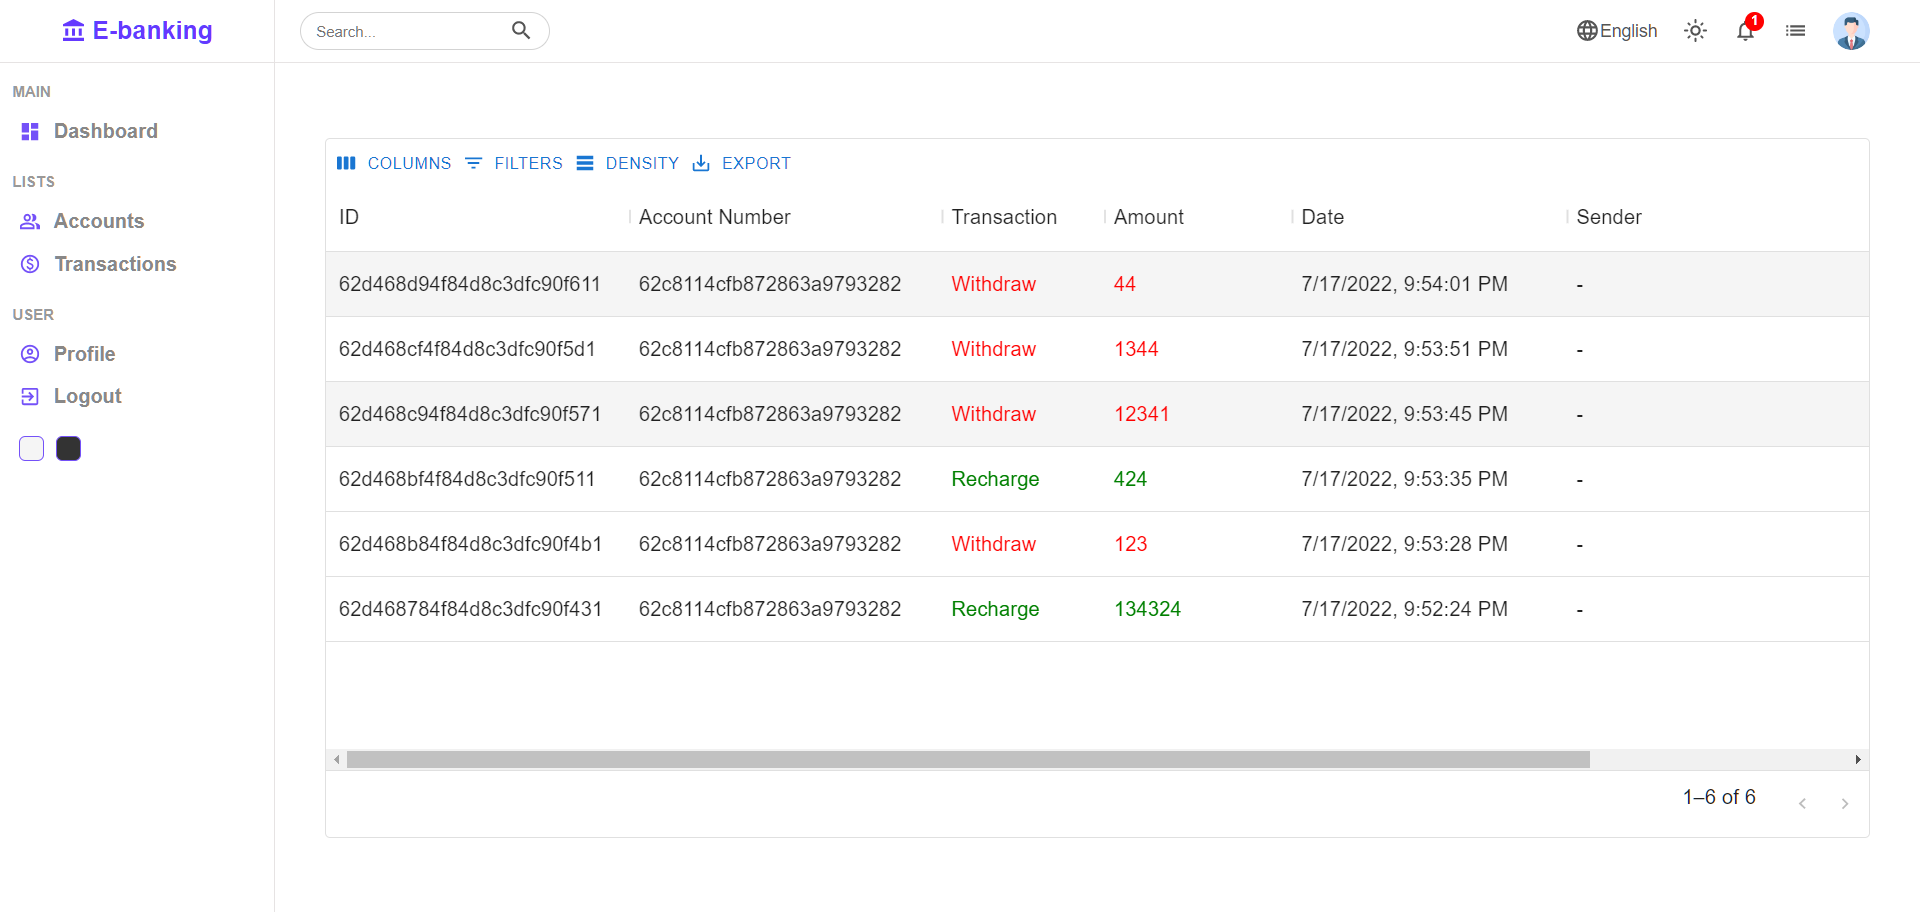 E-banking
Search...
English
1
MAIN
Dashboard
LISTS
Accounts
Transactions
USER
Profile
Logout
COLUMNS FILTERS DENSITY EXPORT
ID Account Number Transaction Amount Date Sender
62d468d94f84d8c3dfc90f611 62c8114cfb872863a9793282 Withdraw 44 7/17/2022, 9:54:01 PM -
62d468cf4f84d8c3dfc90f5d1 62c8114cfb872863a9793282 Withdraw 1344 7/17/2022, 9:53:51 PM -
62d468c94f84d8c3dfc90f571 62c8114cfb872863a9793282 Withdraw 12341 7/17/2022, 9:53:45 PM -
62d468bf4f84d8c3dfc90f511 62c8114cfb872863a9793282 Recharge 424 7/17/2022, 9:53:35 PM -
62d468b84f84d8c3dfc90f4b1 62c8114cfb872863a9793282 Withdraw 123 7/17/2022, 9:53:28 PM -
62d468784f84d8c3dfc90f431 62c8114cfb872863a9793282 Recharge 134324 7/17/2022, 9:52:24 PM -
1–6 of 6